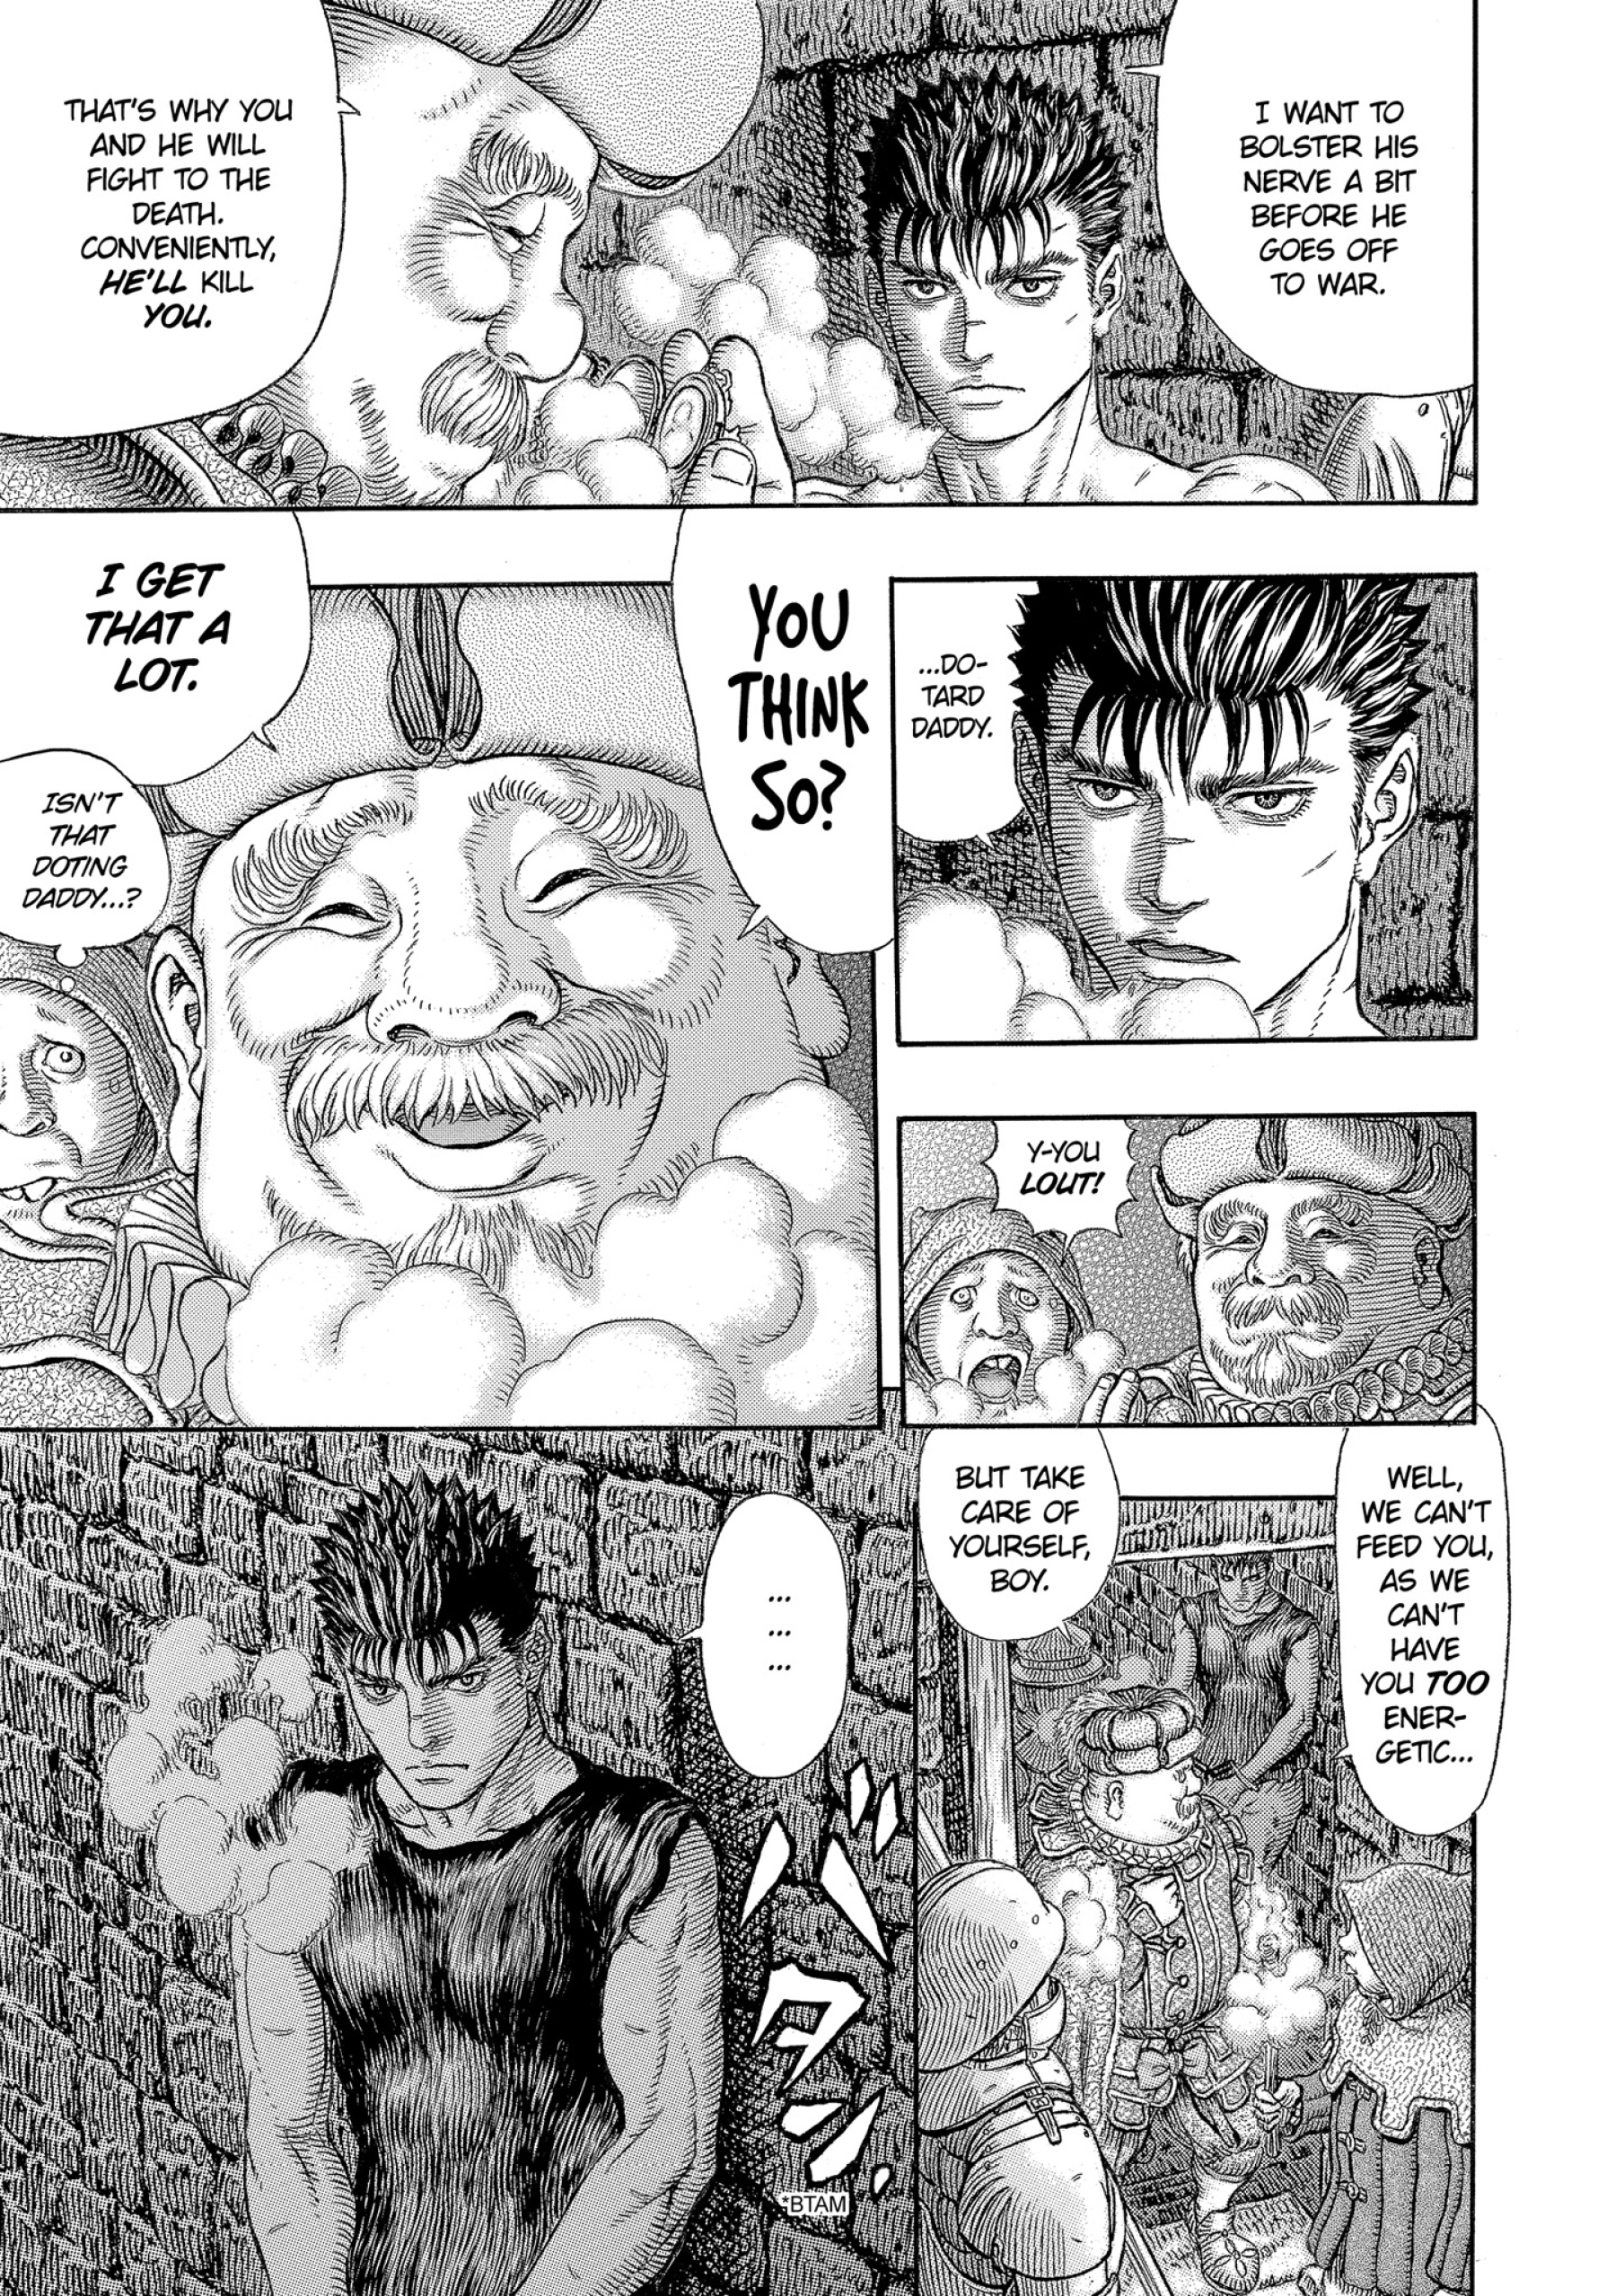 I WANT TO
BOLSTER HIS
NERVE A BIT
BEFORE HE
GOES OFF
TO WAR.
THAT'S WHY YOU
AND HE WILL
FIGHT TO THE
DEATH.
CONVENIENTLY,
HE'LL KILL
YOU.
...DO-
TARD
DADDY.
YOU
THINK
SO?
I GET
THAT A
LOT.
ISN'T
THAT
DOTING
DADDY...?
Y-YOU
LOUT!
WELL,
WE CAN'T
FEED YOU,
AS WE
CAN'T
HAVE
YOU TOO
ENER-
GETIC...
BUT TAKE
CARE OF
YOURSELF,
BOY.
...
...
...
バタン
*BTAM